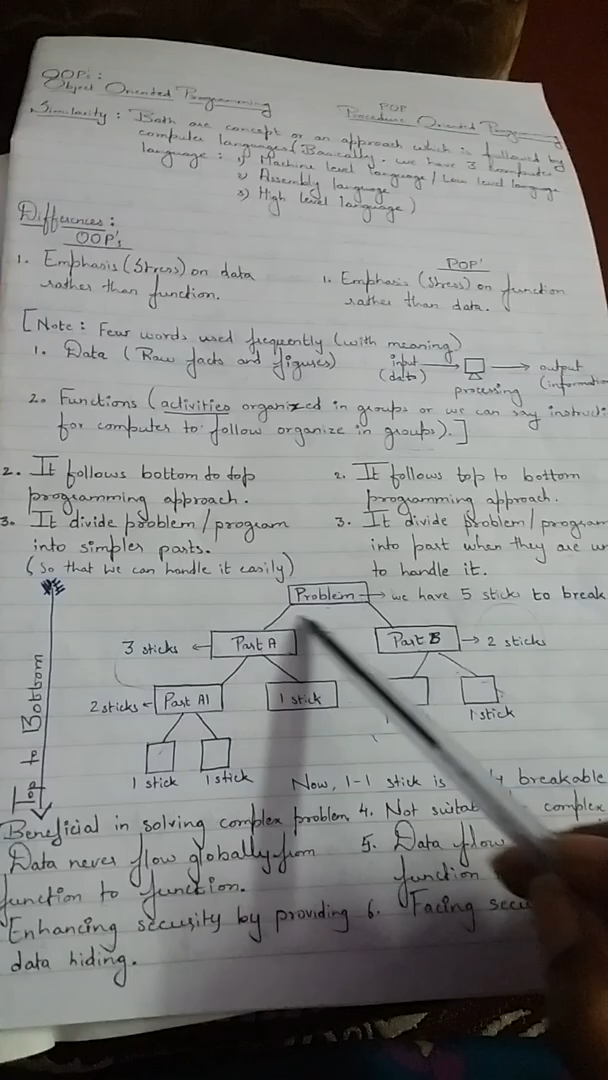 OOP's :
Object Oriented Programming
POP
Procedure Oriented Programming
Similarity : Both are concept or an approach which is followed by
computer languages (Basically, we have 3 computer
language : 1) Machine level language / Low level language
2) Assembly language
3) High level language)
Differences :
OOP's
POP'
1. Emphasis (Stress) on data
rather than function.
1. Emphasis (Stress) on function
rather than data.
[Note : Few words used frequently (with meaning)
1. Data (Raw facts and figures)
input
(data)
processing
output
(information
2. Functions (activities organized in groups or we can say instructi
for computer to follow organize in groups).]
2. It follows bottom to top
programming approach.
2. It follows top to bottom
programming approach.
3. It divide problem / program
into simpler parts.
(So that we can handle it easily)
3. It divide problem / program
into part when they are un
to handle it.
Problem → we have 5 sticks to break
3 sticks ← Part A
Part B → 2 sticks
2 sticks ← Part A1
1 stick
1 stick
1 stick
1 stick
Top to Bottom
Now, 1-1 stick is breakable
Beneficial in solving complex problem
4. Not suitab complex
Data never flow globally from
function to function.
5. Data flow
function
Enhancing security by providing
data hiding.
6. Facing secu